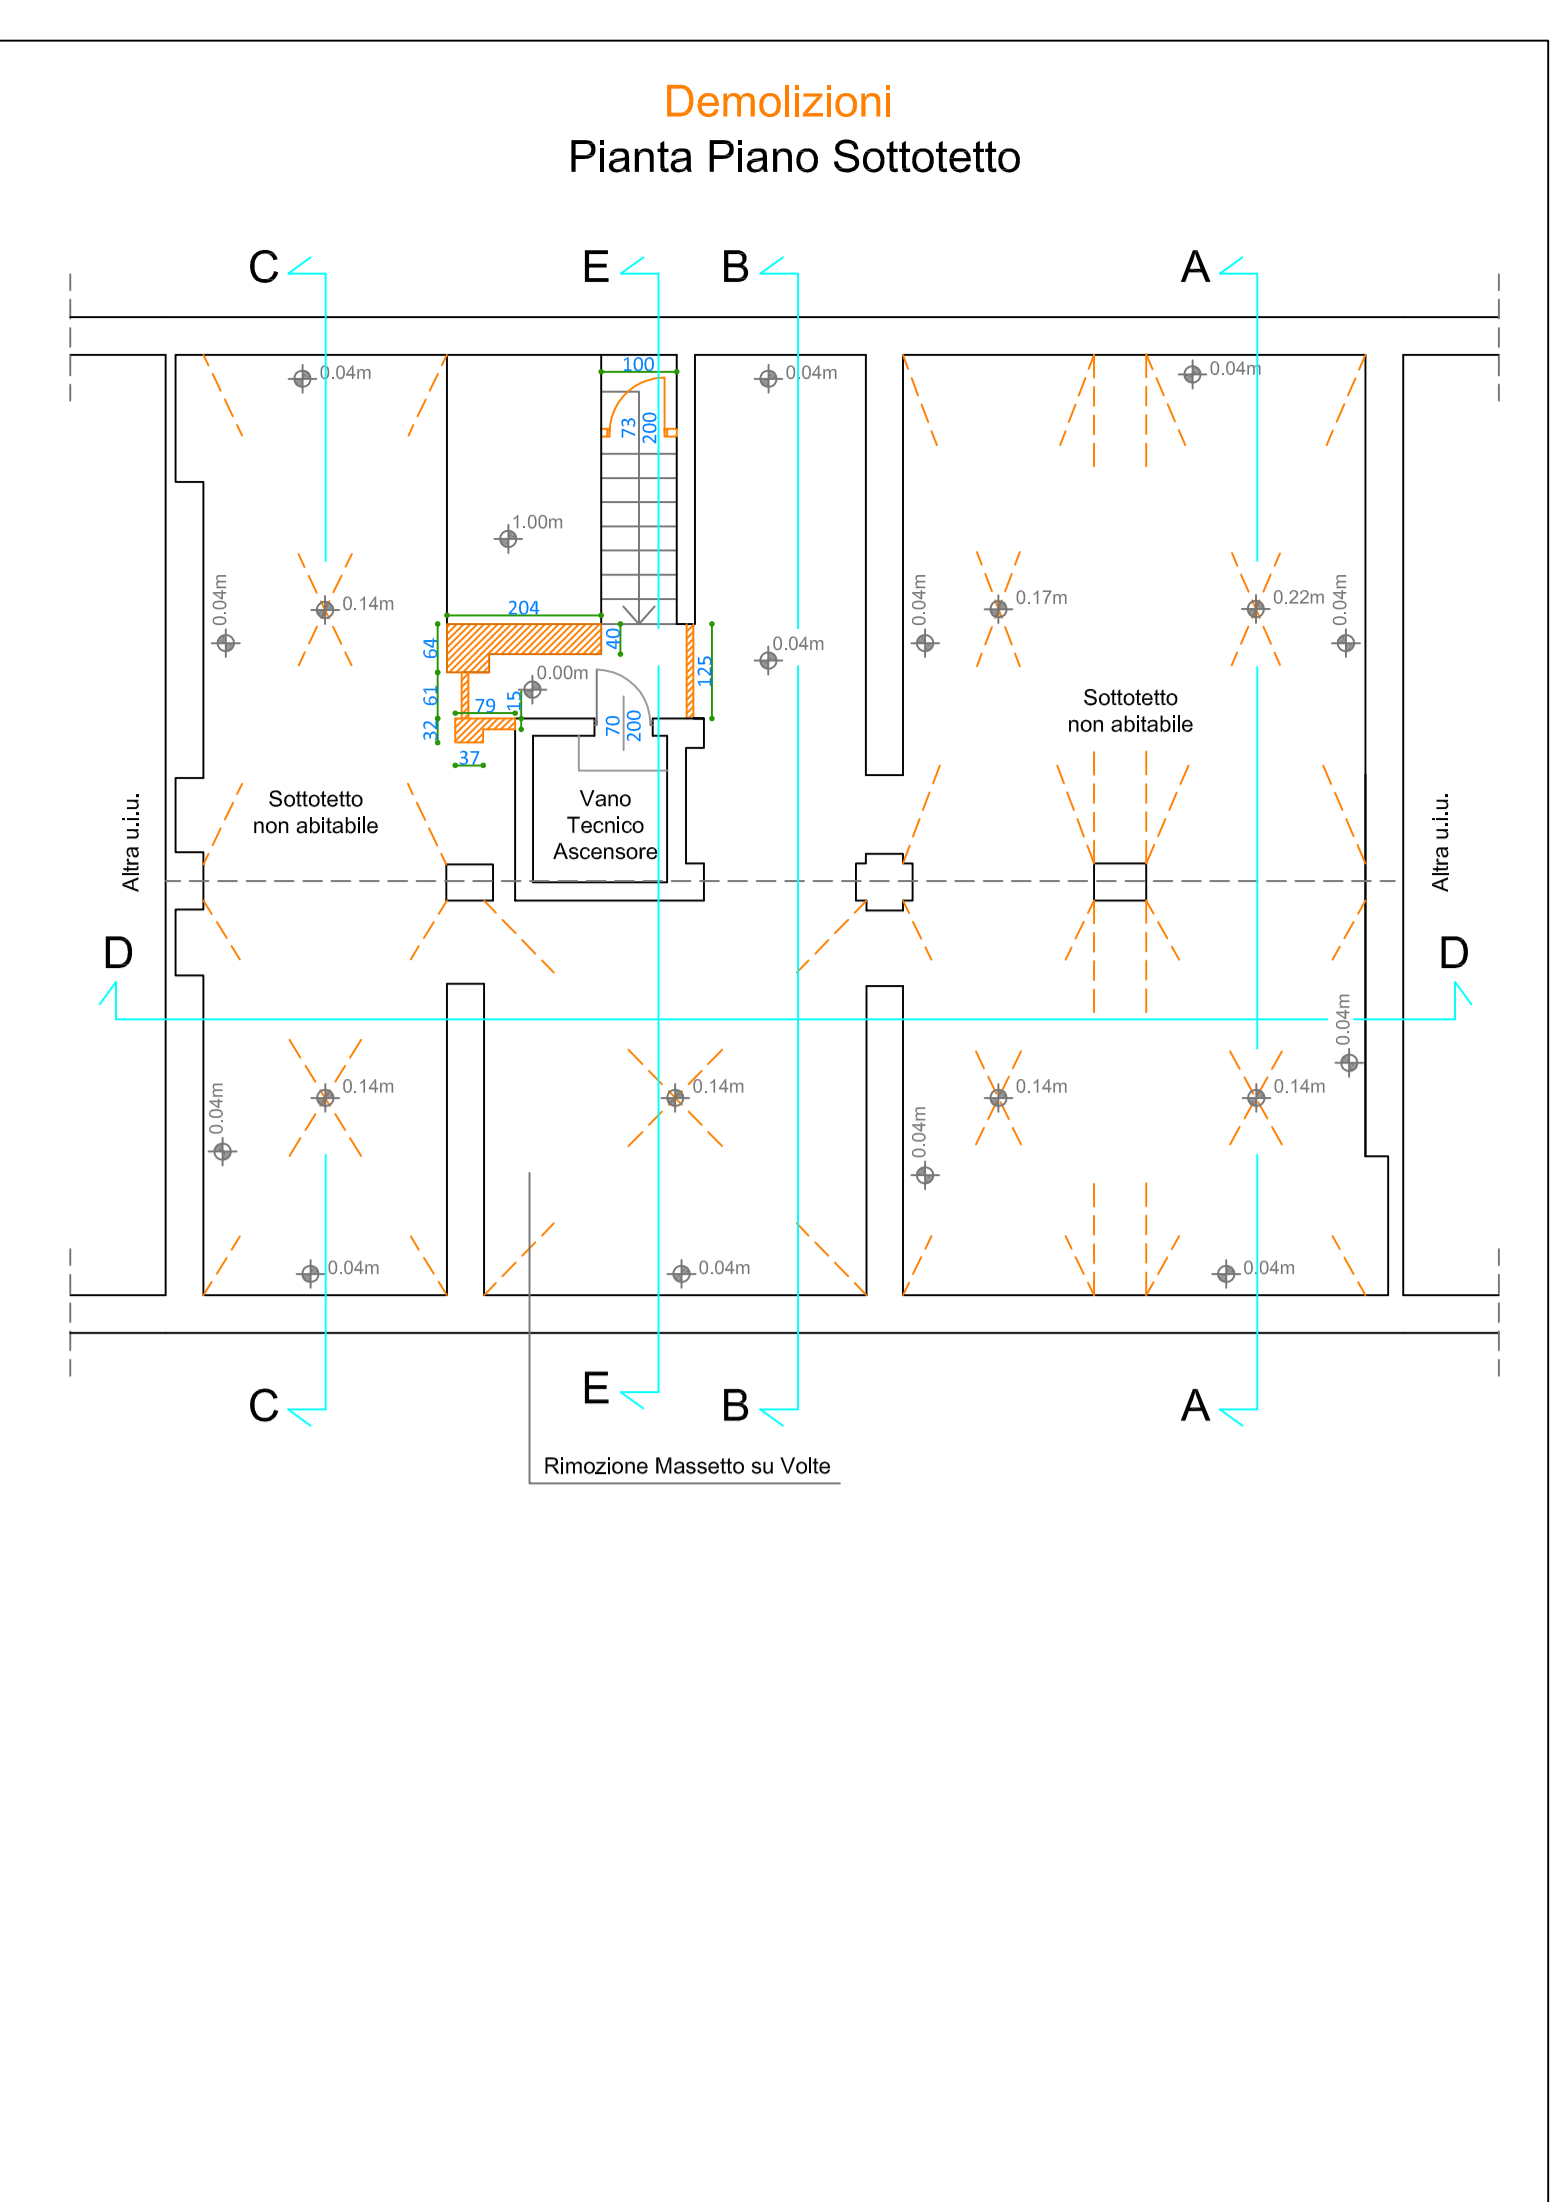 Demolizioni
Pianta Piano Sottotetto
C
E
B
A
100
0.04m
0.04m
0.04m
73
200
1.00m
0.04m
0.14m
204
0.04m
0.17m
0.22m
0.04m
64
40
0.04m
125
61
0.00m
79
15
32
70
200
37
Sottotetto
non abitabile
Sottotetto
non abitabile
Vano
Tecnico
Ascensore
Altra u.i.u.
Altra u.i.u.
D
D
0.04m
0.14m
0.14m
0.14m
0.14m
0.04m
0.04m
0.04m
0.04m
0.04m
C
E
B
A
Rimozione Massetto su Volte